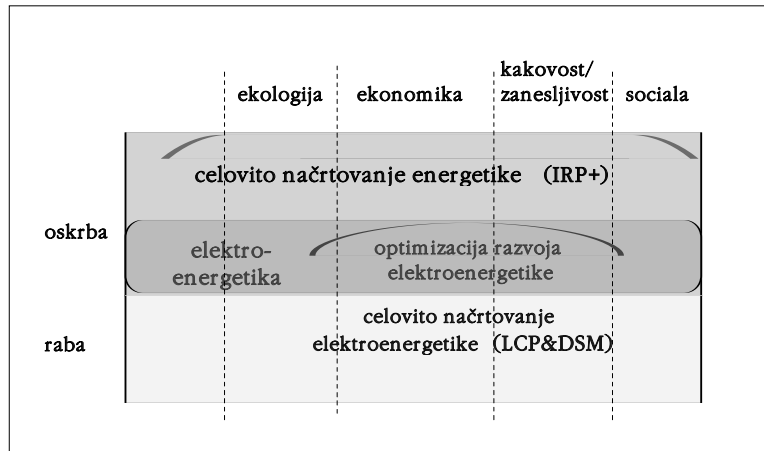 kakovost/
ekologija ekonomika zanesljivost sociala
celovito načrtovanje energetike (IRP+)
oskrba
elektro-
energetika
optimizacija razvoja
elektroenergetike
celovito načrtovanje
elektroenergetike (LCP&DSM)
raba